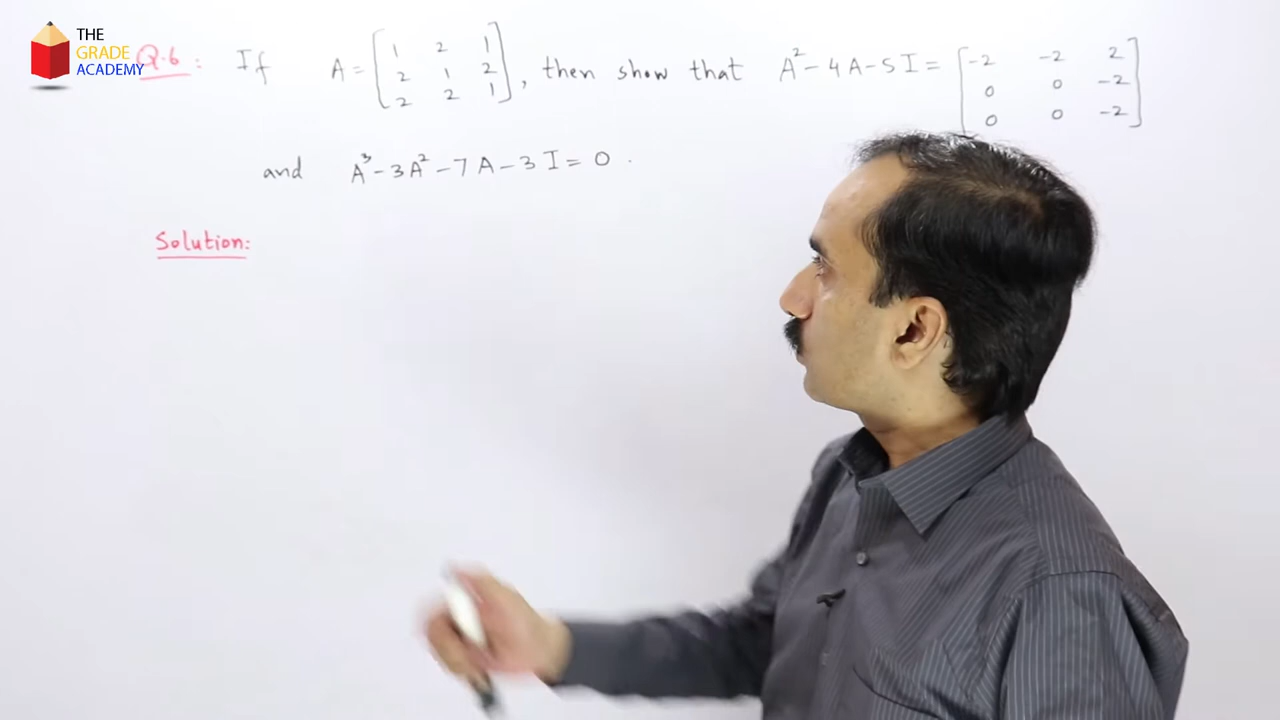 THE
GRADE
ACADEMY
Q.6: If A = [1 2 1; 2 1 2; 2 2 1], then show that A² - 4A - 5I = [-2 -2 2; 0 0 -2; 0 0 -2]
and A³ - 3A² - 7A - 3I = 0.
Solution: